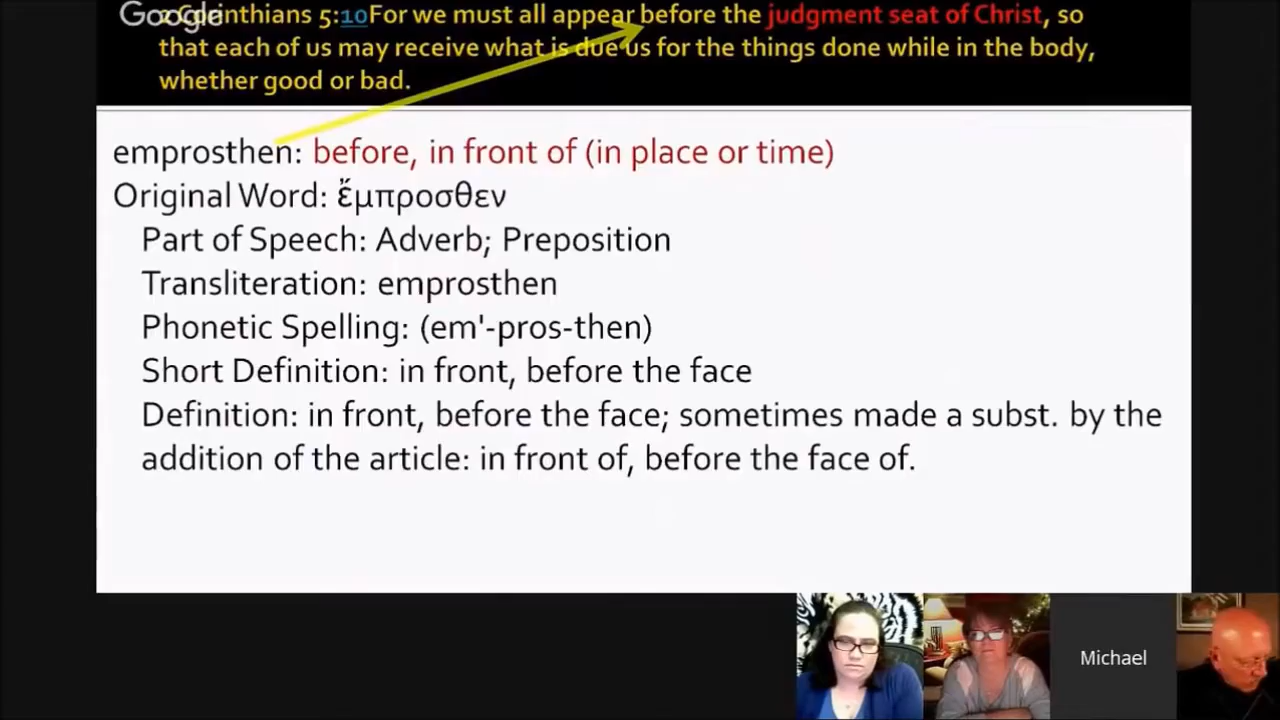 Google
Corinthians 5:10For we must all appear before the judgment seat of Christ, so
that each of us may receive what is due us for the things done while in the body,
whether good or bad.
emprosthen: before, in front of (in place or time)
Original Word: ἔμπροσθεν
Part of Speech: Adverb; Preposition
Transliteration: emprosthen
Phonetic Spelling: (em'-pros-then)
Short Definition: in front, before the face
Definition: in front, before the face; sometimes made a subst. by the
addition of the article: in front of, before the face of.
Michael